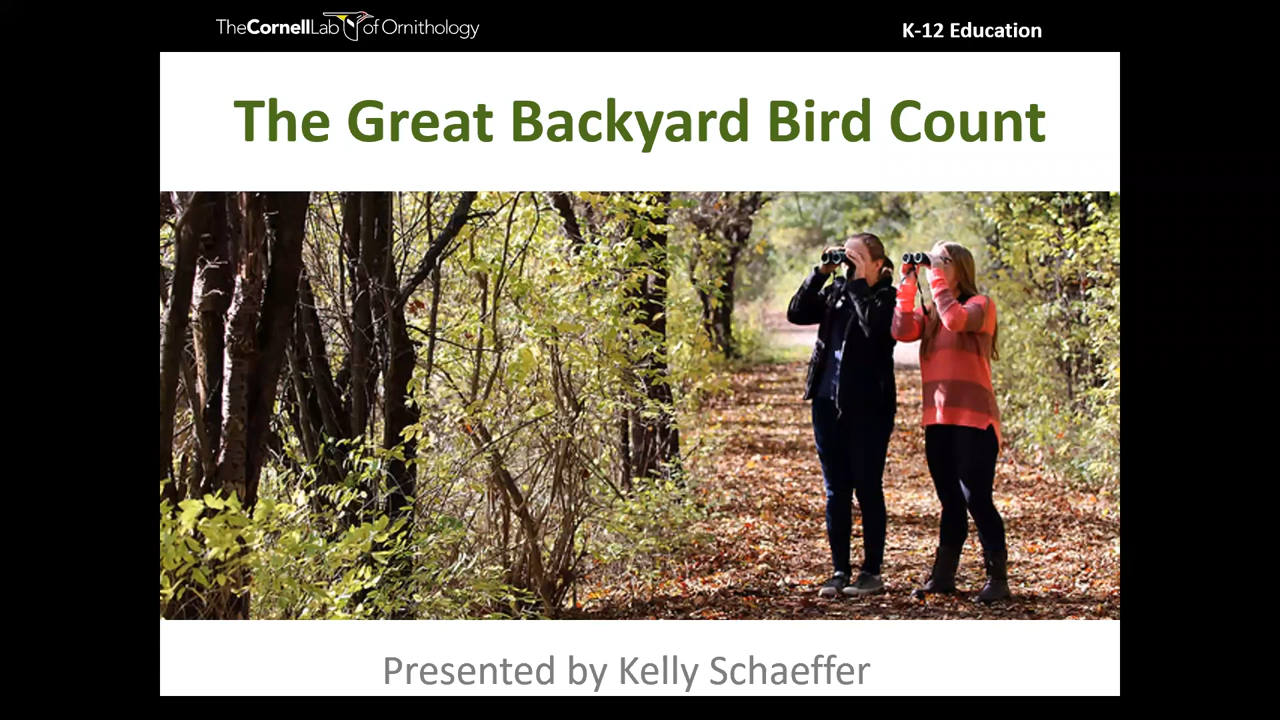 TheCornellLab of Ornithology
K-12 Education
The Great Backyard Bird Count
Presented by Kelly Schaeffer